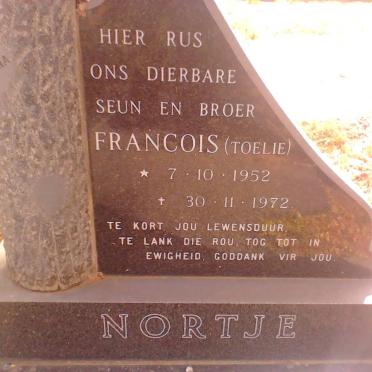 HIER RUS
ONS DIERBARE
SEUN EN BROER
FRANCOIS (TOELIE)
★ 7·10·1952
✝ 30·11·1972
TE KORT JOU LEWENSDUUR,
TE LANK DIE ROU, TOG TOT IN
EWIGHEID, GODDANK VIR JOU.
NORTJE